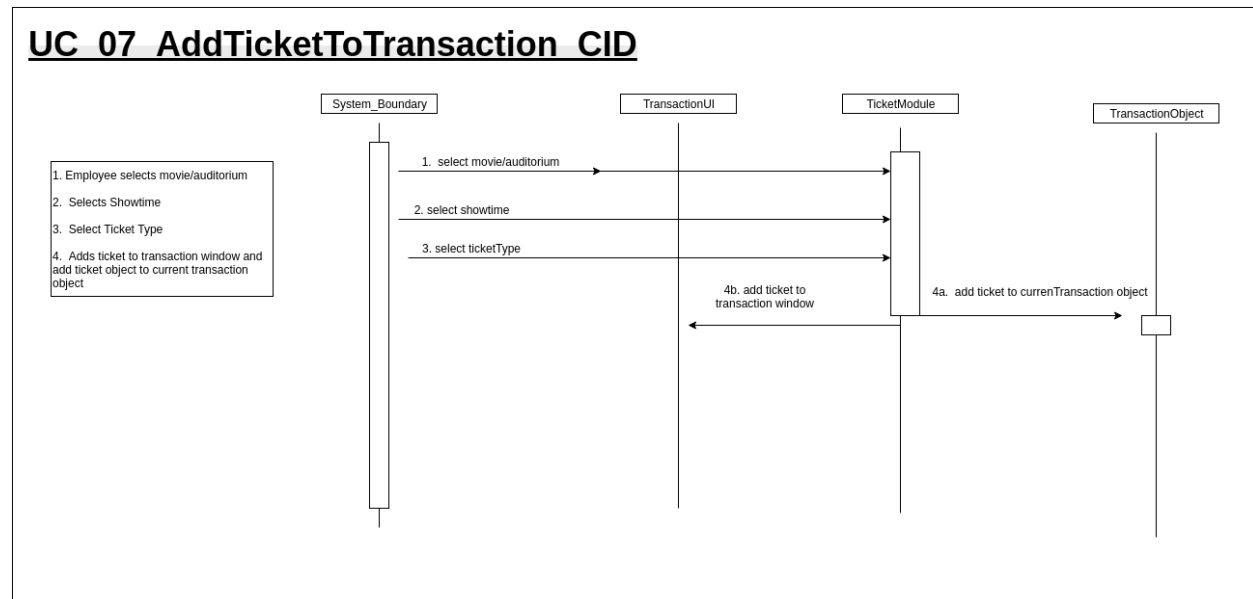 UC_07_AddTicketToTransaction_CID
System_Boundary
TransactionUI
TicketModule
TransactionObject
1. Employee selects movie/auditorium
2. Selects Showtime
3. Select Ticket Type
4. Adds ticket to transaction window and
add ticket object to current transaction
object
1. select movie/auditorium
2. select showtime
3. select ticketType
4b. add ticket to
transaction window
4a. add ticket to currenTransaction object